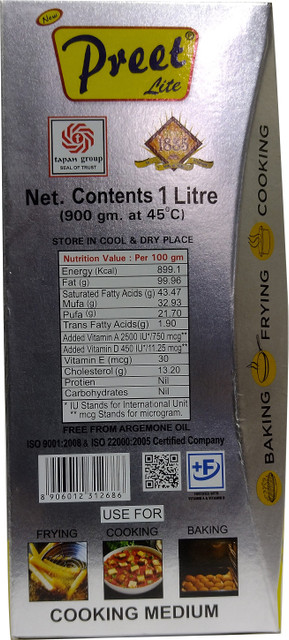 New
Preet®
Lite
tapan group
SEAL OF TRUST
Net. Contents 1 Litre
(900 gm. at 45°C)
STORE IN COOL & DRY PLACE
Nutrition Value : Per 100 gm
Energy (Kcal) 899.1
Fat (g) 99.96
Saturated Fatty Acids (g) 43.47
Mufa (g) 32.93
Pufa (g) 21.70
Trans Fatty Acids(g) 1.90
Added Vitamin A 2500 IU*/750 mcg**
Added Vitamin D 450 IU*/11.25 mcg**
Vitamin E (mcg) 30
Cholesterol (g) 13.20
Protien Nil
Carbohydrates Nil
* IU Stands for International Unit
** mcg Stands for microgram.
FREE FROM ARGEMONE OIL
ISO 9001:2008 & ISO 22000:2005 Certified Company
8 906012 312686
+F
USE FOR
FRYING COOKING BAKING
COOKING MEDIUM
BAKING FRYING COOKING